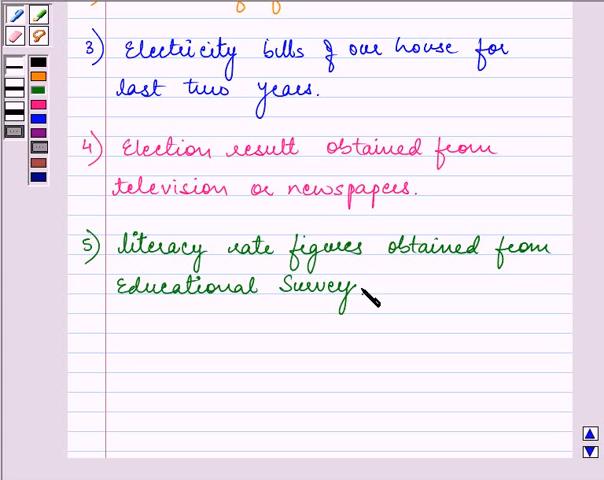 3) Electricity bills of our house for
last two years.
4) Election result obtained from
television or newspapers.
5) literacy rate figures obtained from
Educational Survey